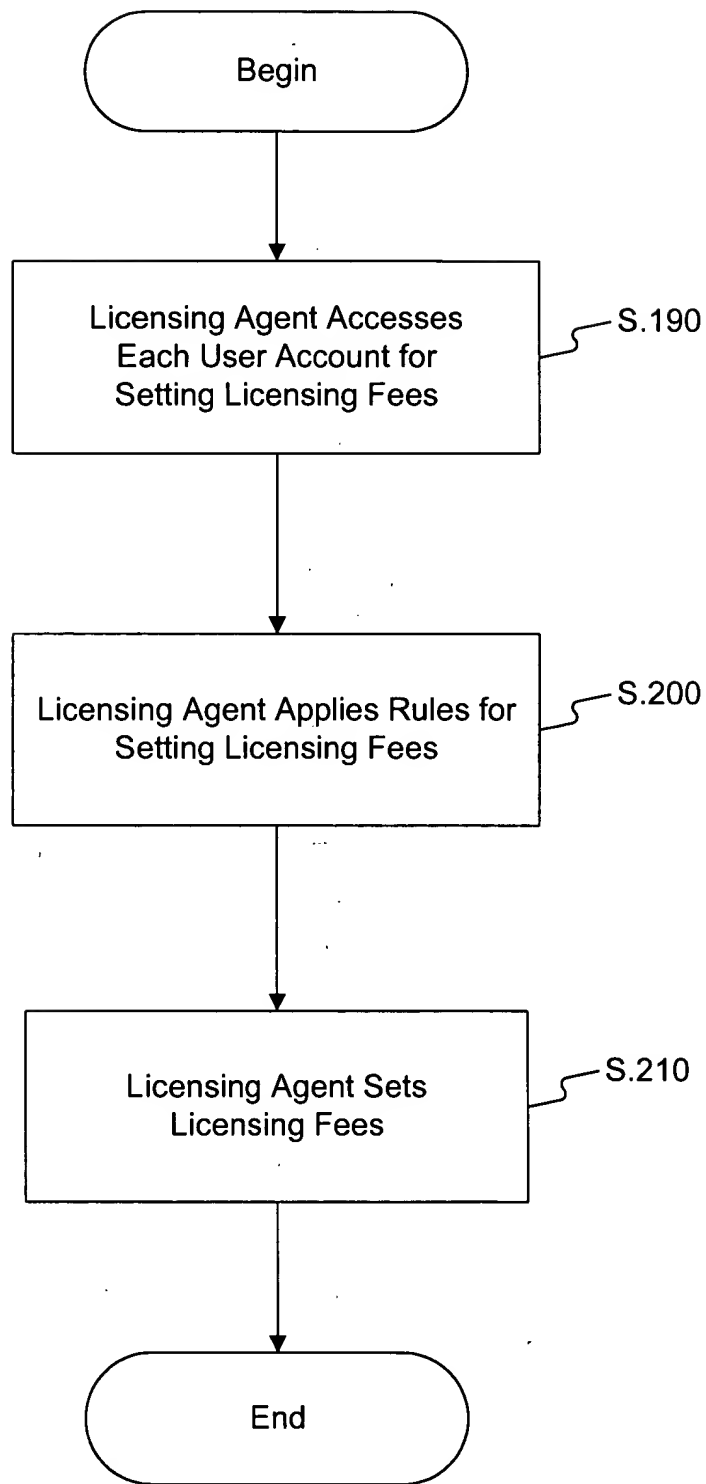 Begin
Licensing Agent Accesses
Each User Account for
Setting Licensing Fees
S.190
Licensing Agent Applies Rules for
Setting Licensing Fees
S.200
Licensing Agent Sets
Licensing Fees
S.210
End